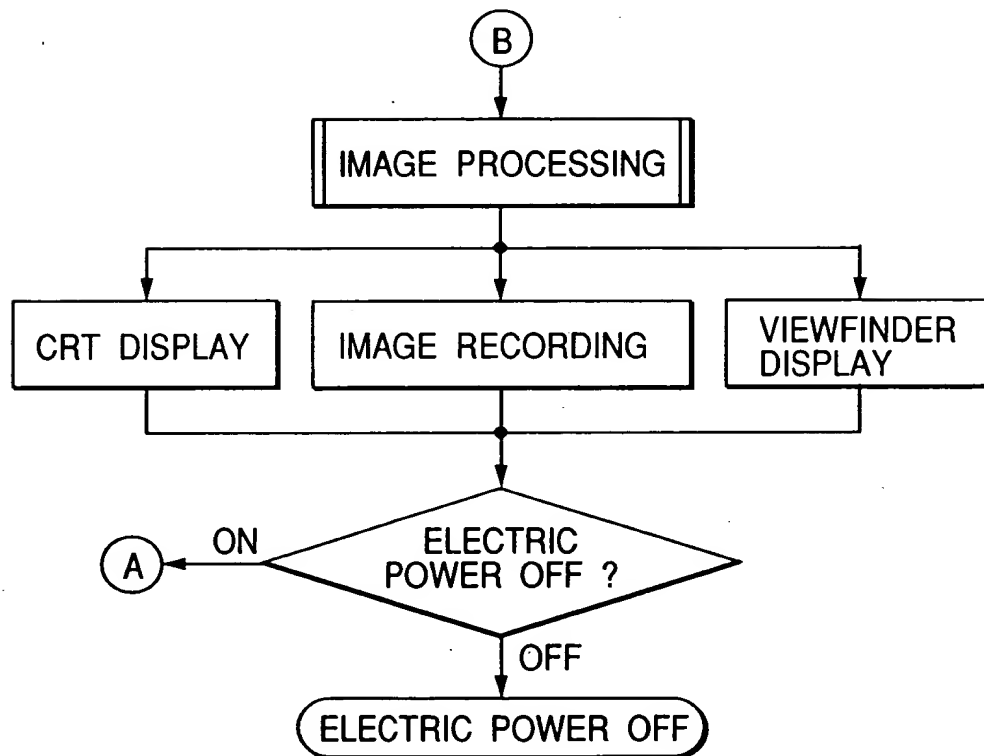 B
IMAGE PROCESSING
CRT DISPLAY
IMAGE RECORDING
VIEWFINDER
DISPLAY
ELECTRIC
POWER OFF ?
ON
A
OFF
ELECTRIC POWER OFF